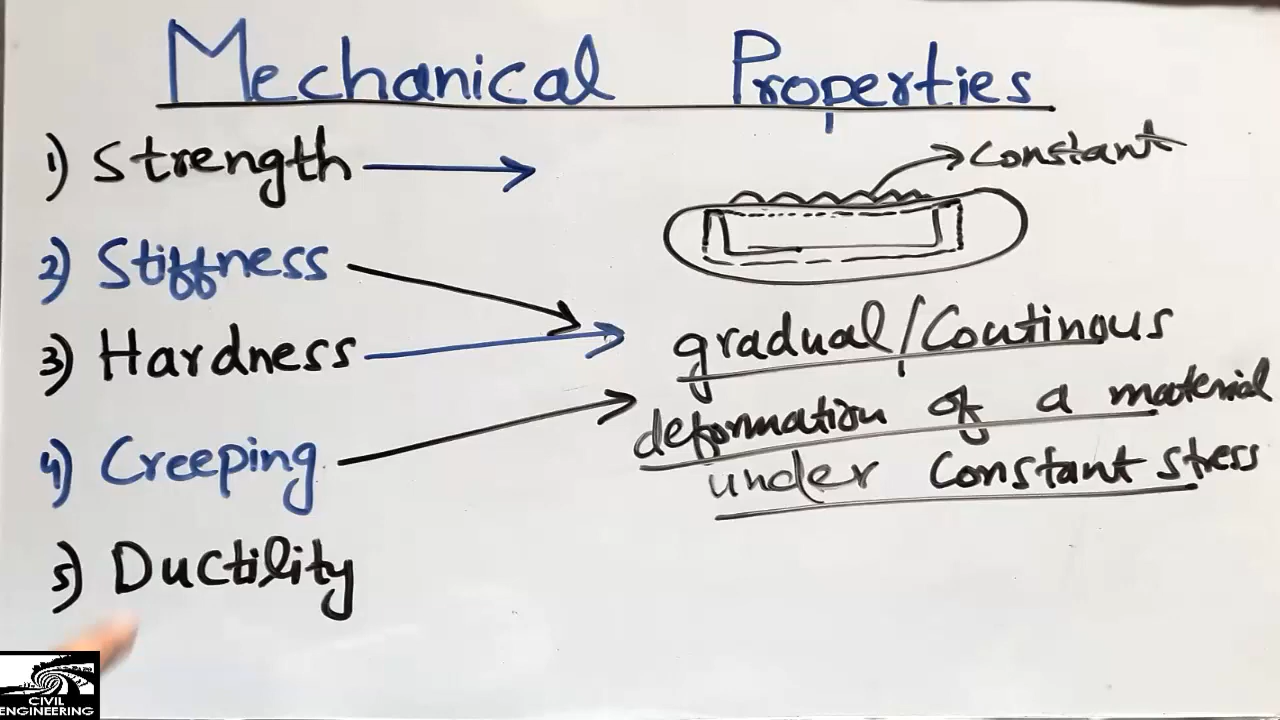 Mechanical Properties
1) Strength
Constant
2) Stiffness
3) Hardness
gradual/Coutinous
deformation of a material
under Constant stress
4) Creeping
5) Ductility
CIVIL
ENGINEERING